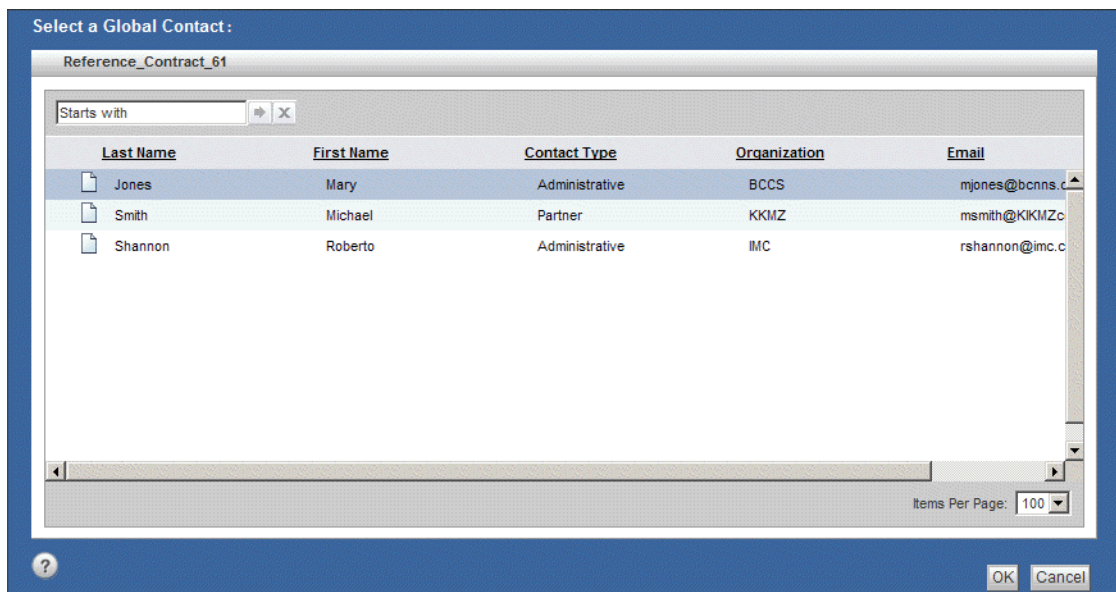 Select a Global Contact:
Reference_Contract_61
Starts with
Last Name First Name Contact Type Organization Email
Jones Mary Administrative BCCS mjones@bcnns.c
Smith Michael Partner KKMZ msmith@KIKMZc
Shannon Roberto Administrative IMC rshannon@imc.c
Items Per Page: 100
?
OK Cancel